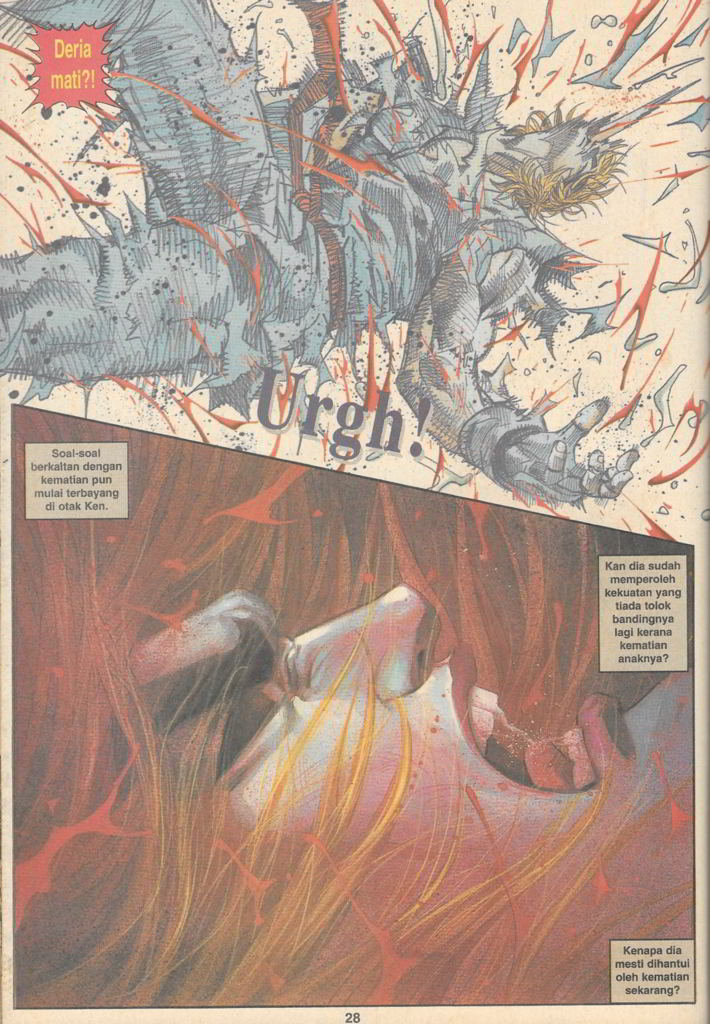 Deria
mati?!
Urgh!
Soal-soal
berkaltan dengan
kematian pun
mulai terbayang
di otak Ken.
Kan dia sudah
memperoleh
kekuatan yang
tiada tolok
bandingnya
lagi kerana
kematian
anaknya?
Kenapa dia
mesti dihantui
oleh kematian
sekarang?
28